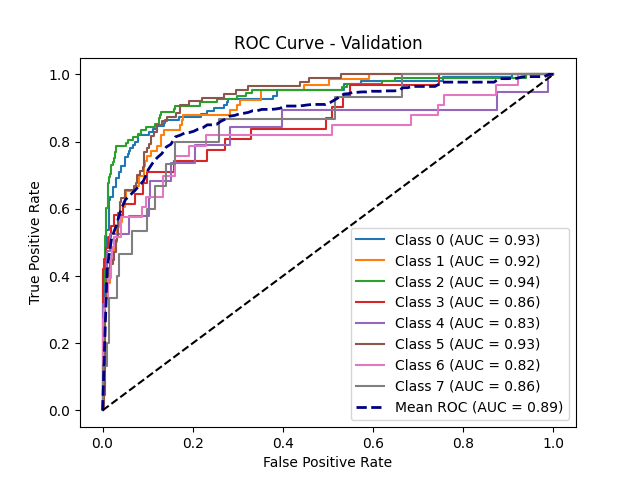 ROC Curve - Validation
True Positive Rate
1.0
0.8
0.6
0.4
0.2
0.0
Class 0 (AUC = 0.93)
Class 1 (AUC = 0.92)
Class 2 (AUC = 0.94)
Class 3 (AUC = 0.86)
Class 4 (AUC = 0.83)
Class 5 (AUC = 0.93)
Class 6 (AUC = 0.82)
Class 7 (AUC = 0.86)
Mean ROC (AUC = 0.89)
0.0 0.2 0.4 0.6 0.8 1.0
False Positive Rate